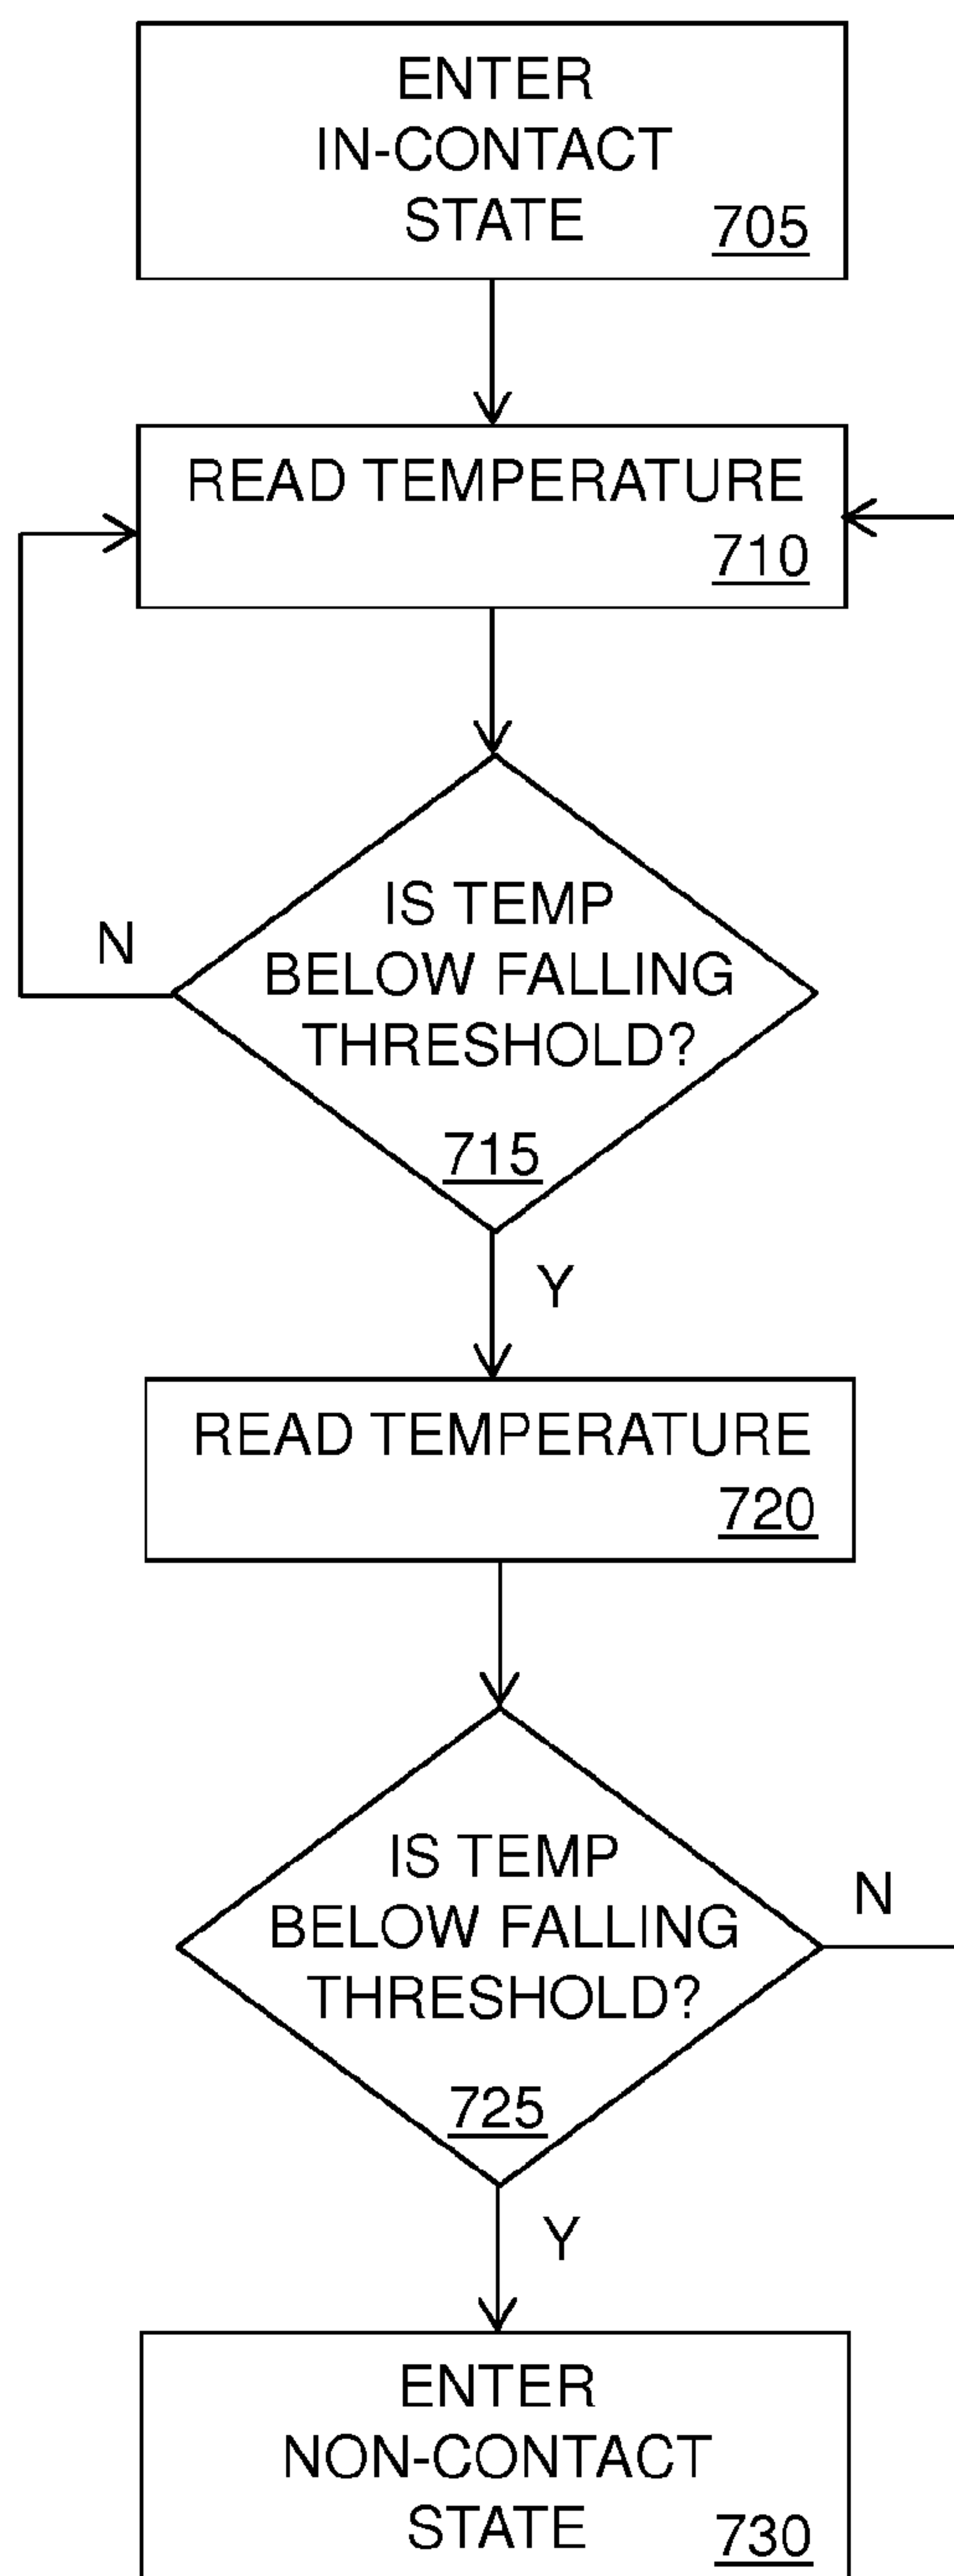 ENTER
IN-CONTACT
STATE 705
READ TEMPERATURE
710
IS TEMP
BELOW FALLING
THRESHOLD?
N
715
Y
READ TEMPERATURE
720
IS TEMP
BELOW FALLING
THRESHOLD?
N
725
Y
ENTER
NON-CONTACT
STATE 730